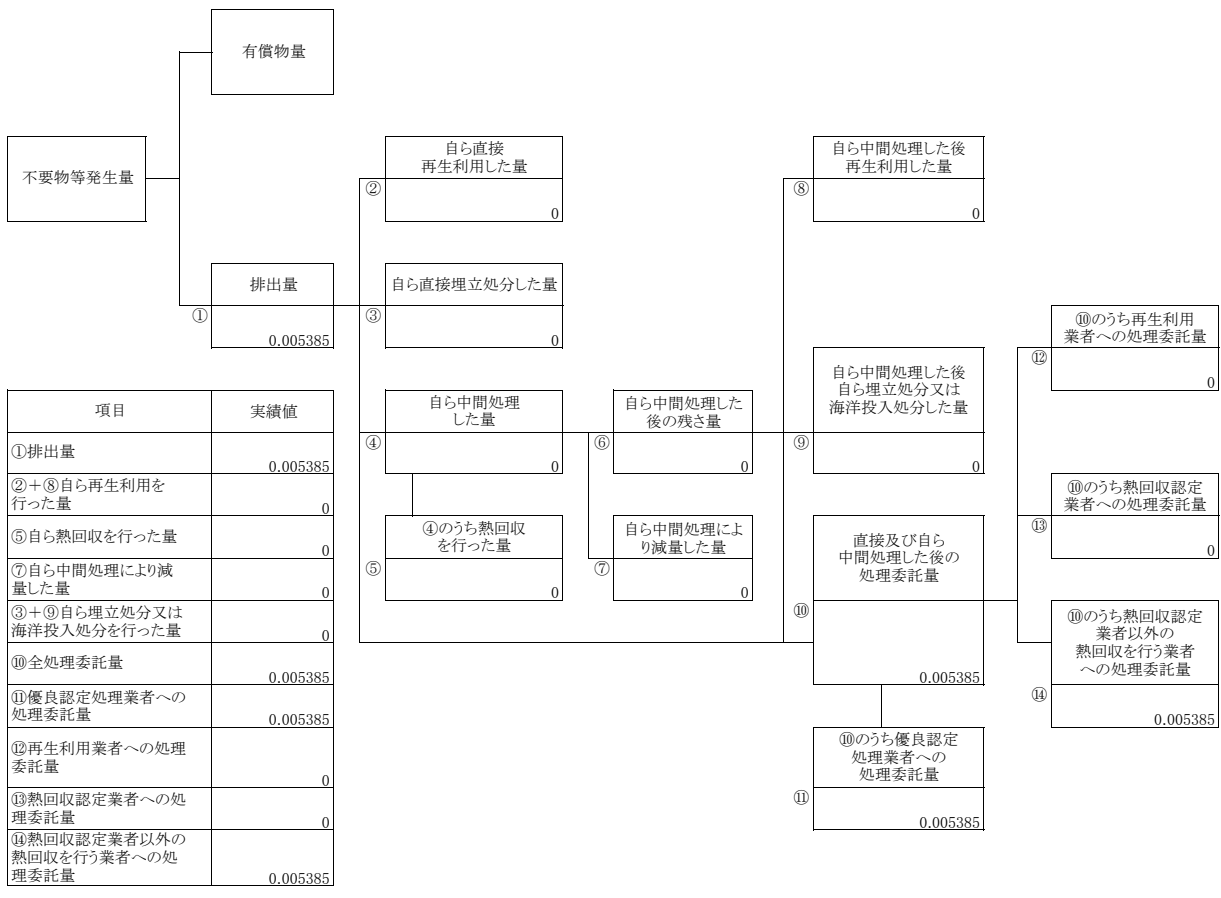 有償物量
不要物等発生量
自ら直接
再生利用した量
②
0
自ら中間処理した後
再生利用した量
⑧
0
排出量
①
0.005385
自ら直接埋立処分した量
③
0
⑩のうち再生利用
業者への処理委託量
⑫
0
自ら中間処理
した量
④
0
自ら中間処理した
後の残さ量
⑥
0
自ら中間処理した後
自ら埋立処分又は
海洋投入処分した量
⑨
0
⑩のうち熱回収認定
業者への処理委託量
⑬
0
④のうち熱回収
を行った量
⑤
0
自ら中間処理によ
り減量した量
⑦
0
直接及び自ら
中間処理した後の
処理委託量
⑩
0.005385
⑩のうち熱回収認定
業者以外の
熱回収を行う業者
への処理委託量
⑭
0.005385
⑩のうち優良認定
処理業者への
処理委託量
⑪
0.005385
項目
実績値
①排出量
0.005385
②＋⑧自ら再生利用を
行った量
0
⑤自ら熱回収を行った量
0
⑦自ら中間処理により減
量した量
0
③＋⑨自ら埋立処分又は
海洋投入処分を行った量
0
⑩全処理委託量
0.005385
⑪優良認定処理業者への
処理委託量
0.005385
⑫再生利用業者への処理
委託量
0
⑬熱回収認定業者への処
理委託量
0
⑭熱回収認定業者以外の
熱回収を行う業者への処
理委託量
0.005385